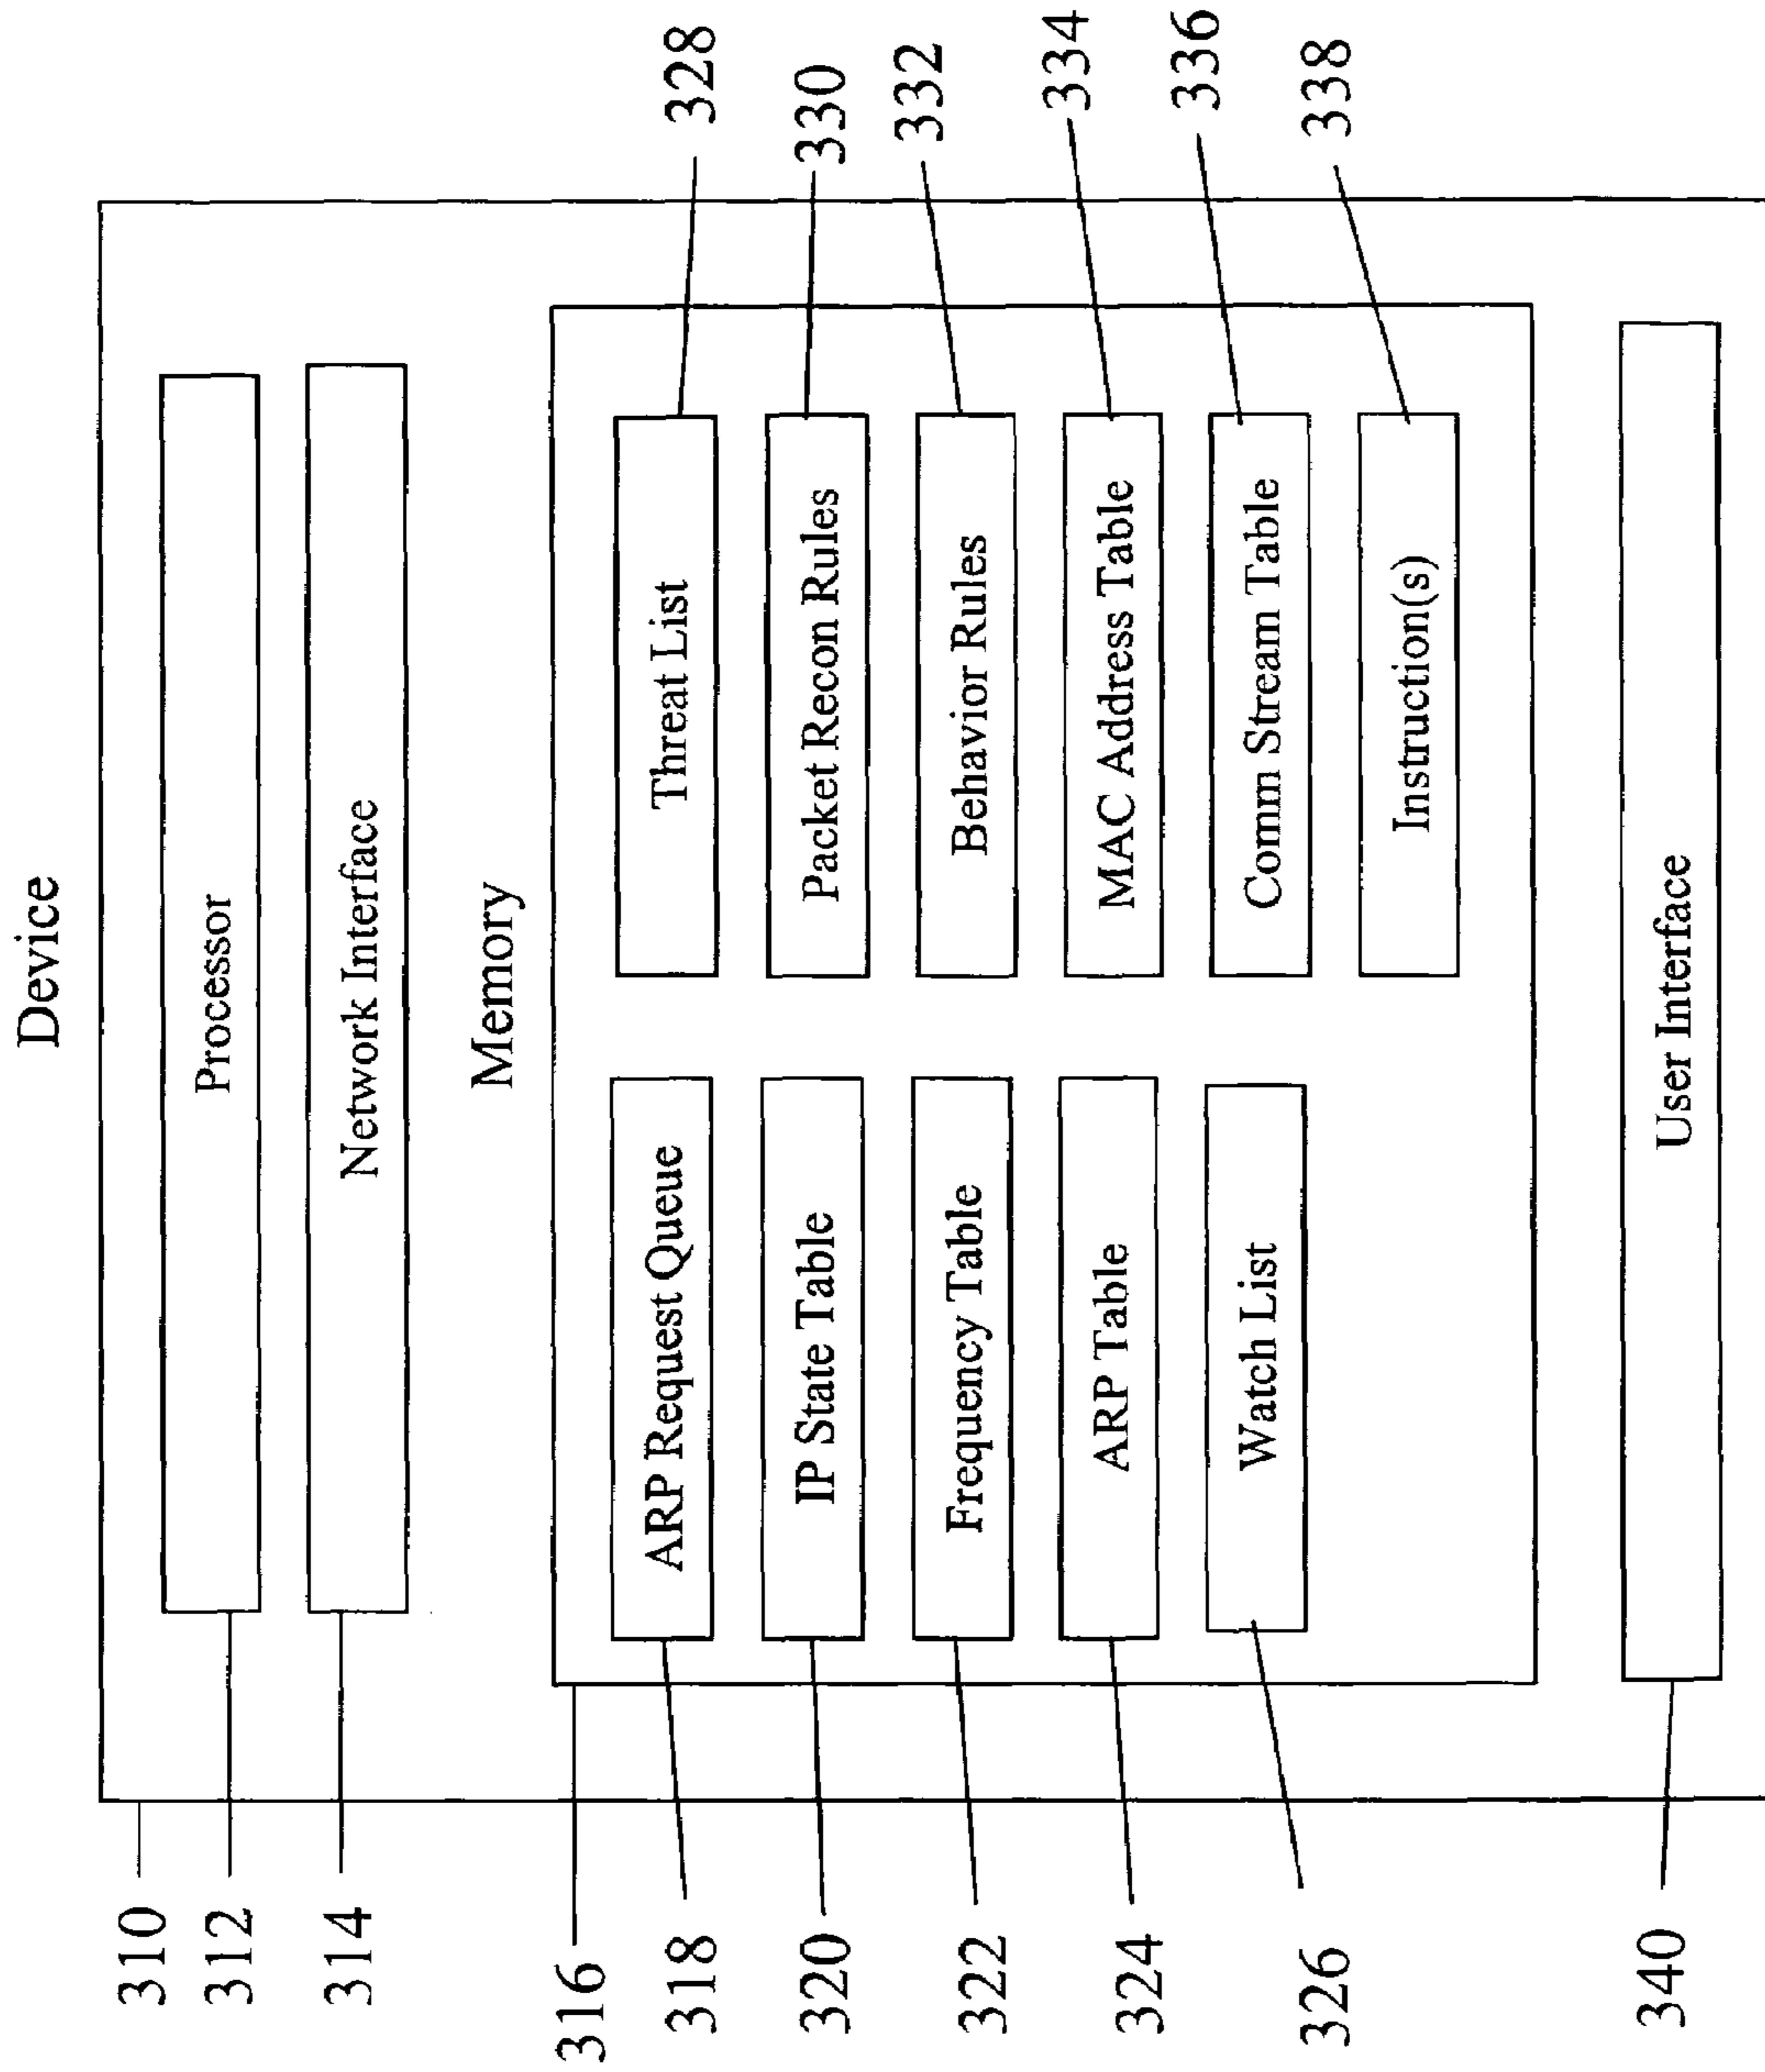 Device
310
312
Processor
314
Network Interface
Memory
316
318
ARP Request Queue
Threat List
328
320
IP State Table
Packet Recon Rules
330
322
Frequency Table
Behavior Rules
332
324
ARP Table
MAC Address Table
334
326
Watch List
Comm Stream Table
336
Instruction(s)
338
340
User Interface